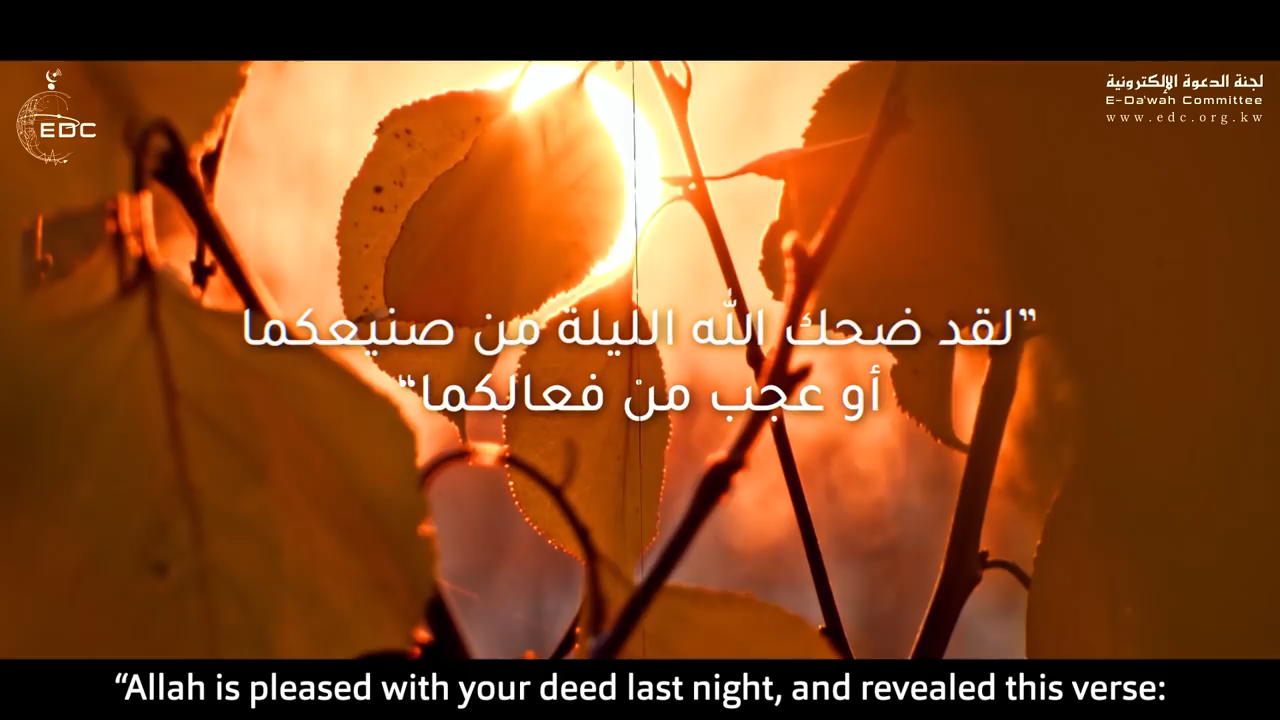 EDC
لجنة الدعوة الإلكترونية
E-Da'wah Committee
www.edc.org.kw
”لقد ضحك الله الليلة من صنيعكما
أو عجب من فعالكما“
“Allah is pleased with your deed last night, and revealed this verse: